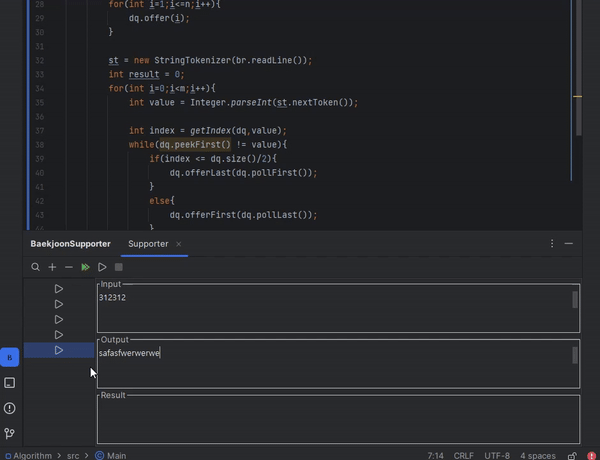 28 for(int i=1;i<=n;i++){
29 dq.offer(i);
30 }
31
32 st = new StringTokenizer(br.readLine());
33 int result = 0;
34 for(int i=0;i<m;i++){
35 int value = Integer.parseInt(st.nextToken());
36
37 int index = getIndex(dq,value);
38 while(dq.peekFirst() != value){
39 if(index <= dq.size()/2){
40 dq.offerLast(dq.pollFirst());
41 }
42 else{
43 dq.offerFirst(dq.pollLast());
44 }
BaekjoonSupporter Supporter ×
Input
312312
Output
safasfwerwerwe
Result
B
Algorithm > src > Main 7:14 CRLF UTF-8 4 spaces